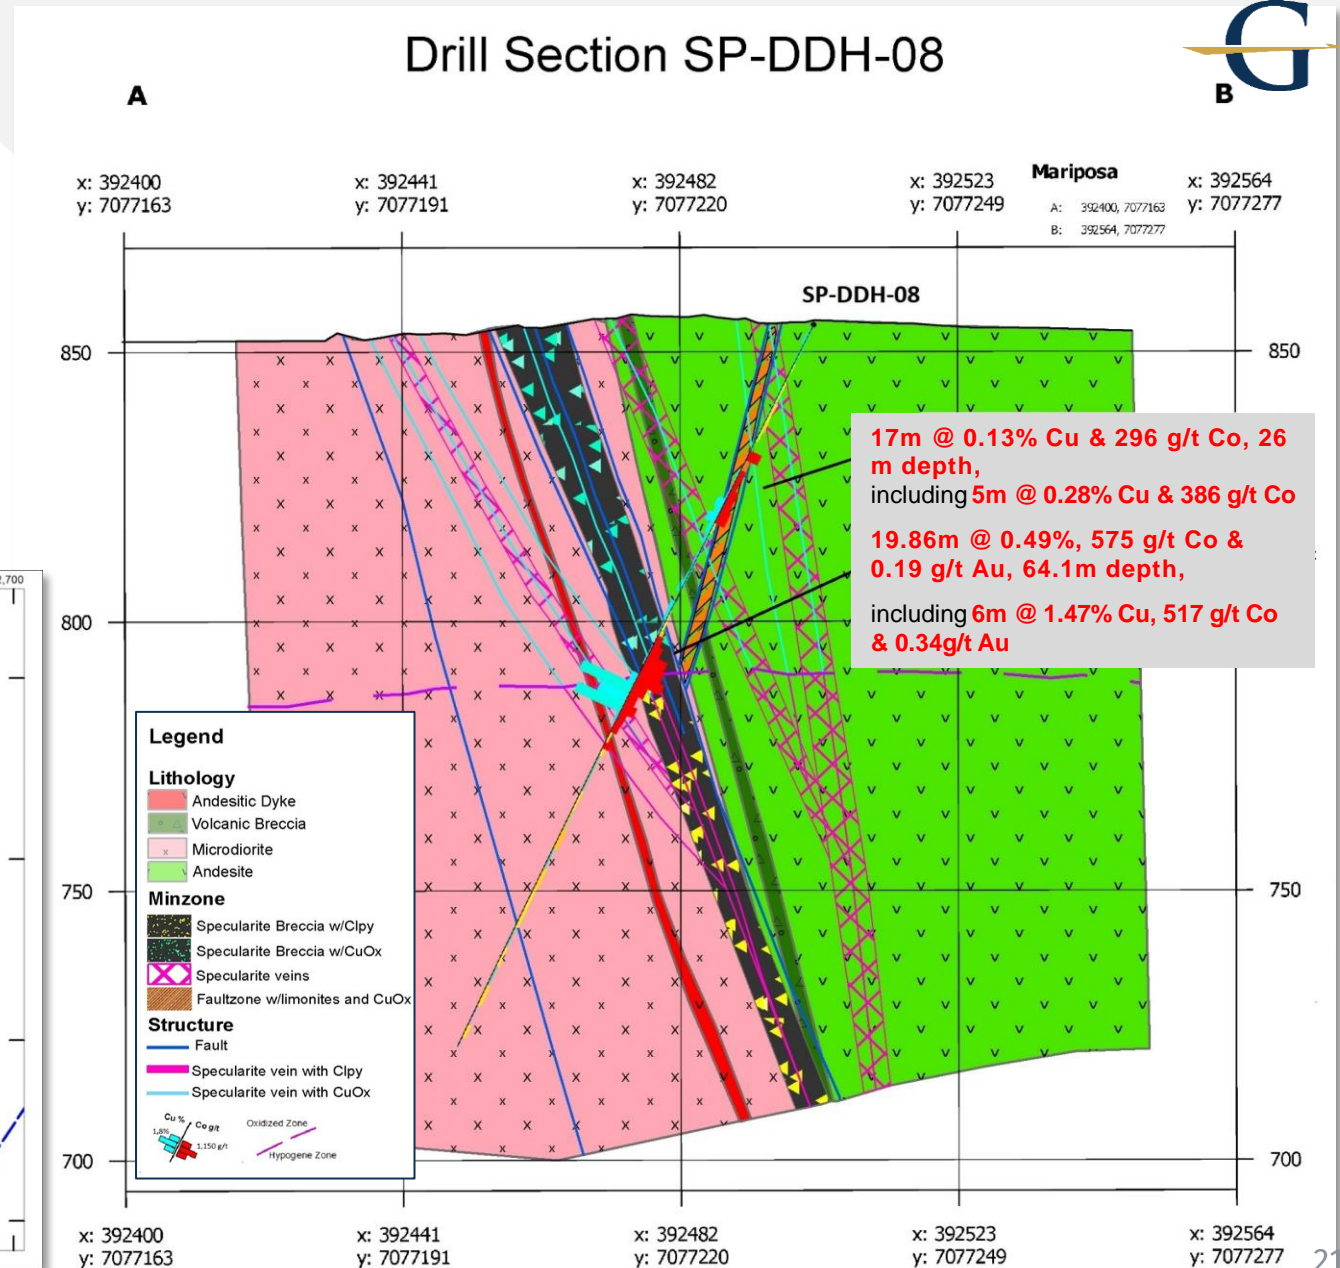 Drill Section SP-DDH-08
G
A
B
x: 392400
y: 7077163
x: 392441
y: 7077191
x: 392482
y: 7077220
x: 392523
y: 7077249
Mariposa
A: 392400, 7077163
B: 392564, 7077277
x: 392564
y: 7077277
SP-DDH-08
850
850
17m @ 0.13% Cu & 296 g/t Co, 26
m depth,
including 5m @ 0.28% Cu & 386 g/t Co
19.86m @ 0.49%, 575 g/t Co &
0.19 g/t Au, 64.1m depth,
including 6m @ 1.47% Cu, 517 g/t Co
& 0.34g/t Au
2,700
800
750
750
700
700
Legend
Lithology
Andesitic Dyke
Volcanic Breccia
Microdiorite
Andesite
Minzone
Specularite Breccia w/Clpy
Specularite Breccia w/CuOx
Specularite veins
Faultzone w/limonites and CuOx
Structure
Fault
Specularite vein with Clpy
Specularite vein with CuOx
Cu %
Co g/t
1,8%
1,150 g/t
Oxidized Zone
Hypogene Zone
x: 392400
y: 7077163
x: 392441
y: 7077191
x: 392482
y: 7077220
x: 392523
y: 7077249
x: 392564
y: 7077277
21